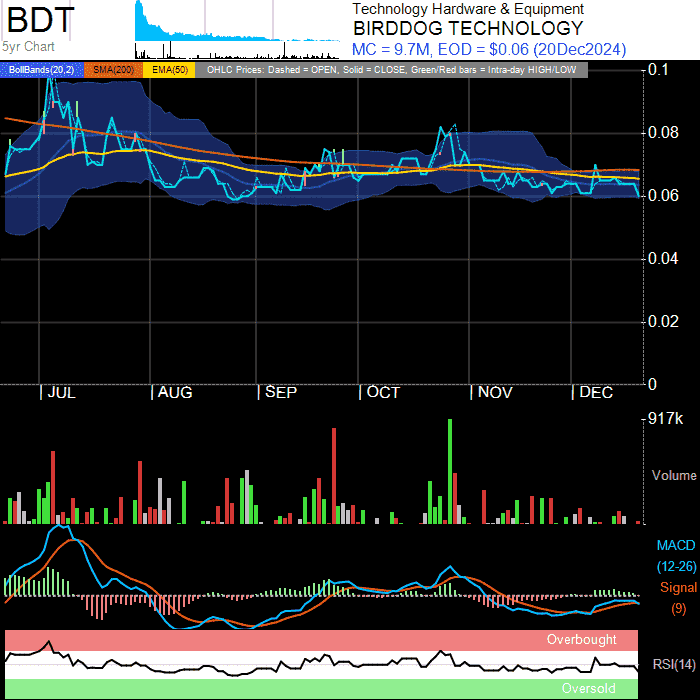 BDT
5yr Chart
Technology Hardware & Equipment
BIRDDOG TECHNOLOGY
MC = 9.7M, EOD = $0.06 (20Dec2024)
BollBands(20,2) SMA(200) EMA(50) OHLC Prices: Dashed = OPEN, Solid = CLOSE, Green/Red bars = Intra-day HIGH/LOW
0.1
0.08
0.06
0.04
0.02
0
JUL AUG SEP OCT NOV DEC
917k
Volume
MACD
(12-26)
Signal
(9)
Overbought
RSI(14)
Oversold